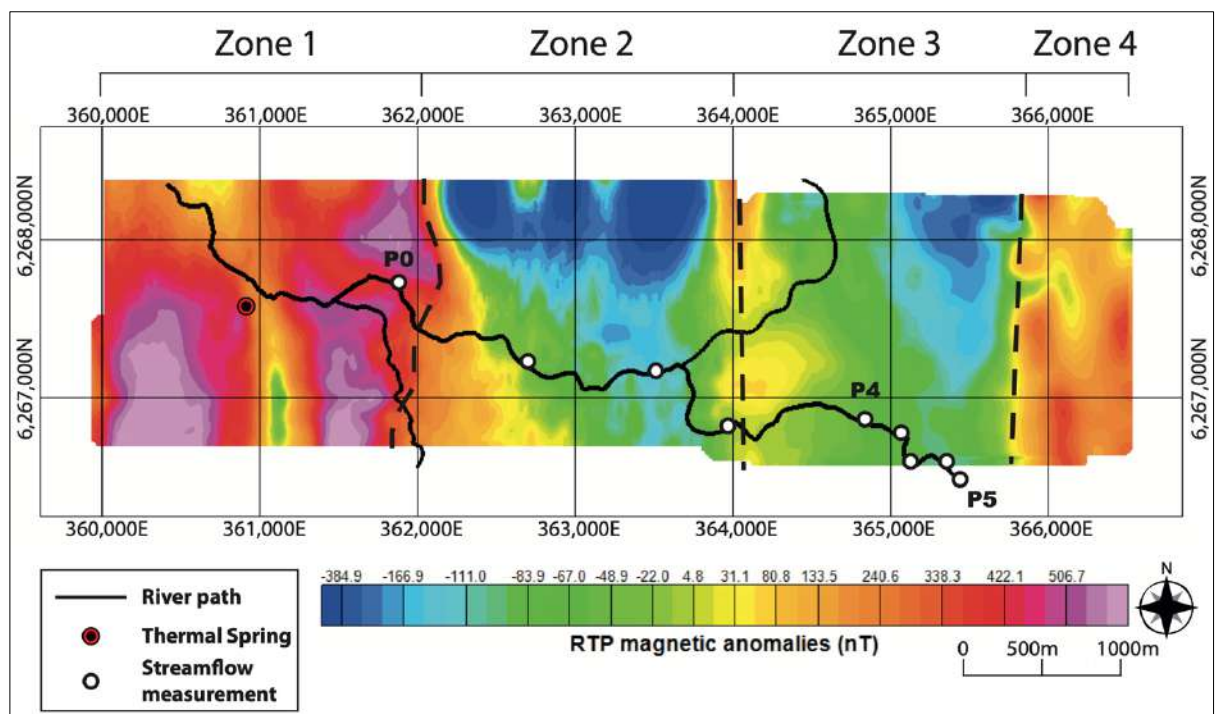 Zone 1 Zone 2 Zone 3 Zone 4
360,000E 361,000E 362,000E 363,000E 364,000E 365,000E 366,000E
6,268,000N 6,268,000N
P0
6,267,000N 6,267,000N
P4
P5
360,000E 361,000E 362,000E 363,000E 364,000E 365,000E 366,000E
-384.9 -166.9 -111.0 -83.9 -67.0 -48.9 -22.0 4.8 31.1 80.8 133.5 240.6 338.3 422.1 506.7
RTP magnetic anomalies (nT)
N
0 500m 1000m
River path
Thermal Spring
Streamflow
measurement